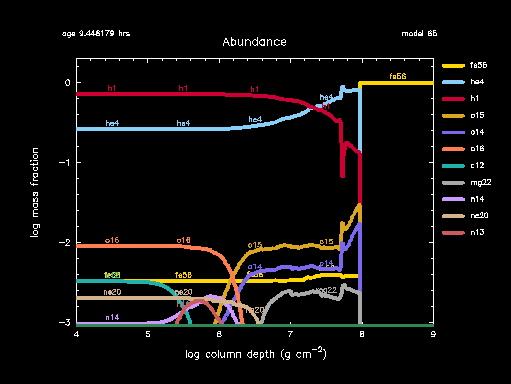 age 9.448179 hrs
model 65
Abundance
fe56
he4
h1
o15
o14
o16
c12
mg22
n14
ne20
n13
h1 h1 h1 he4 fe56
he4 he4 he4
o16 o16 o15 o15
o14 o14
fe56 fe56
ne20 ne20 mg22
n14
0
−1
−2
−3
4 5 6 7 8 9
log mass fraction
log column depth (g cm⁻²)